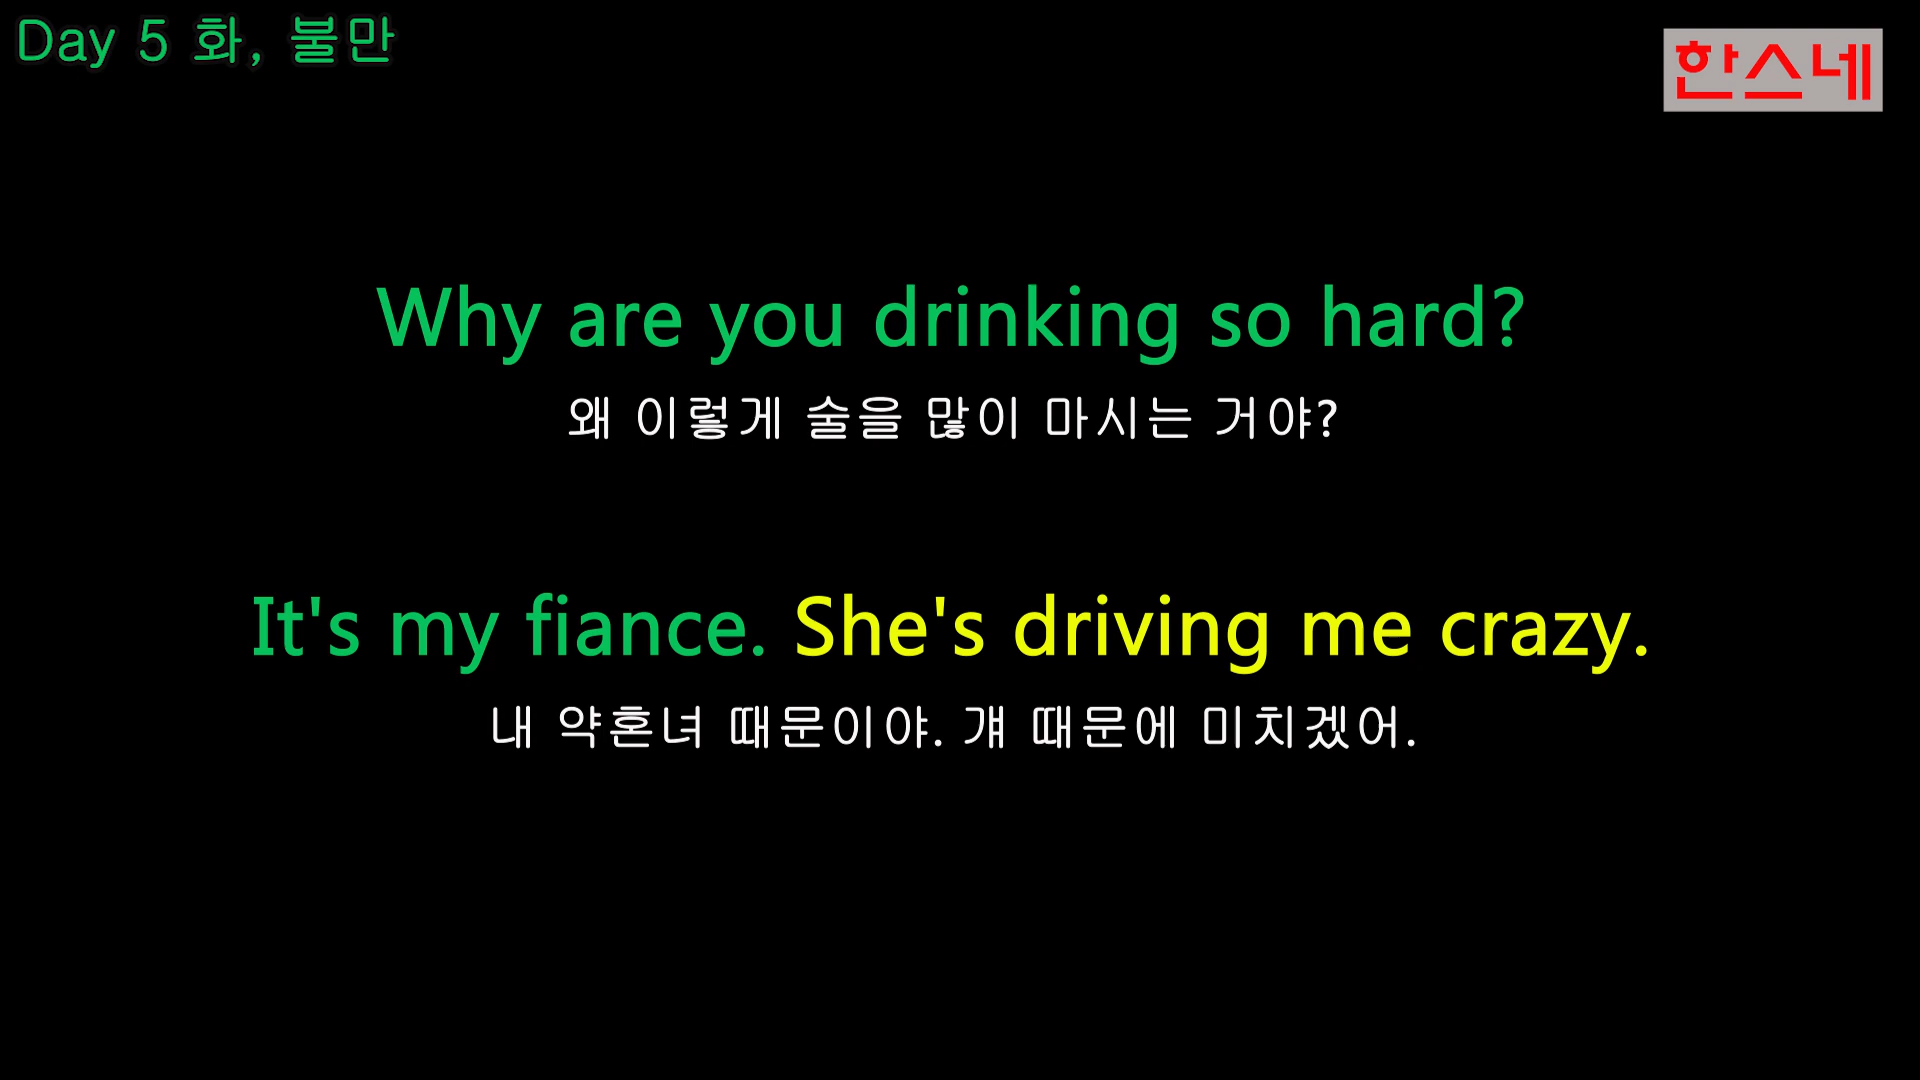 Day 5 화, 불만
한스네
Why are you drinking so hard?
왜 이렇게 술을 많이 마시는 거야?
It's my fiance. She's driving me crazy.
내 약혼녀 때문이야. 걔 때문에 미치겠어.